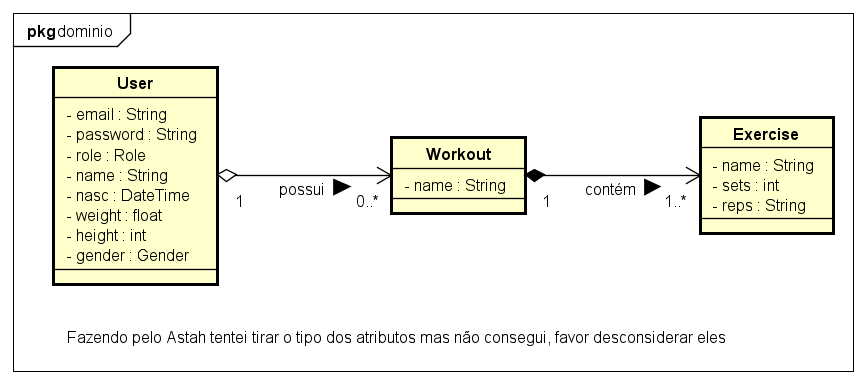 pkg dominio
User
- email : String
- password : String
- role : Role
- name : String
- nasc : DateTime
- weight : float
- height : int
- gender : Gender
1
possui
0..*
Workout
- name : String
1
contém
1..*
Exercise
- name : String
- sets : int
- reps : String
Fazendo pelo Astah tentei tirar o tipo dos atributos mas não consegui, favor desconsiderar eles